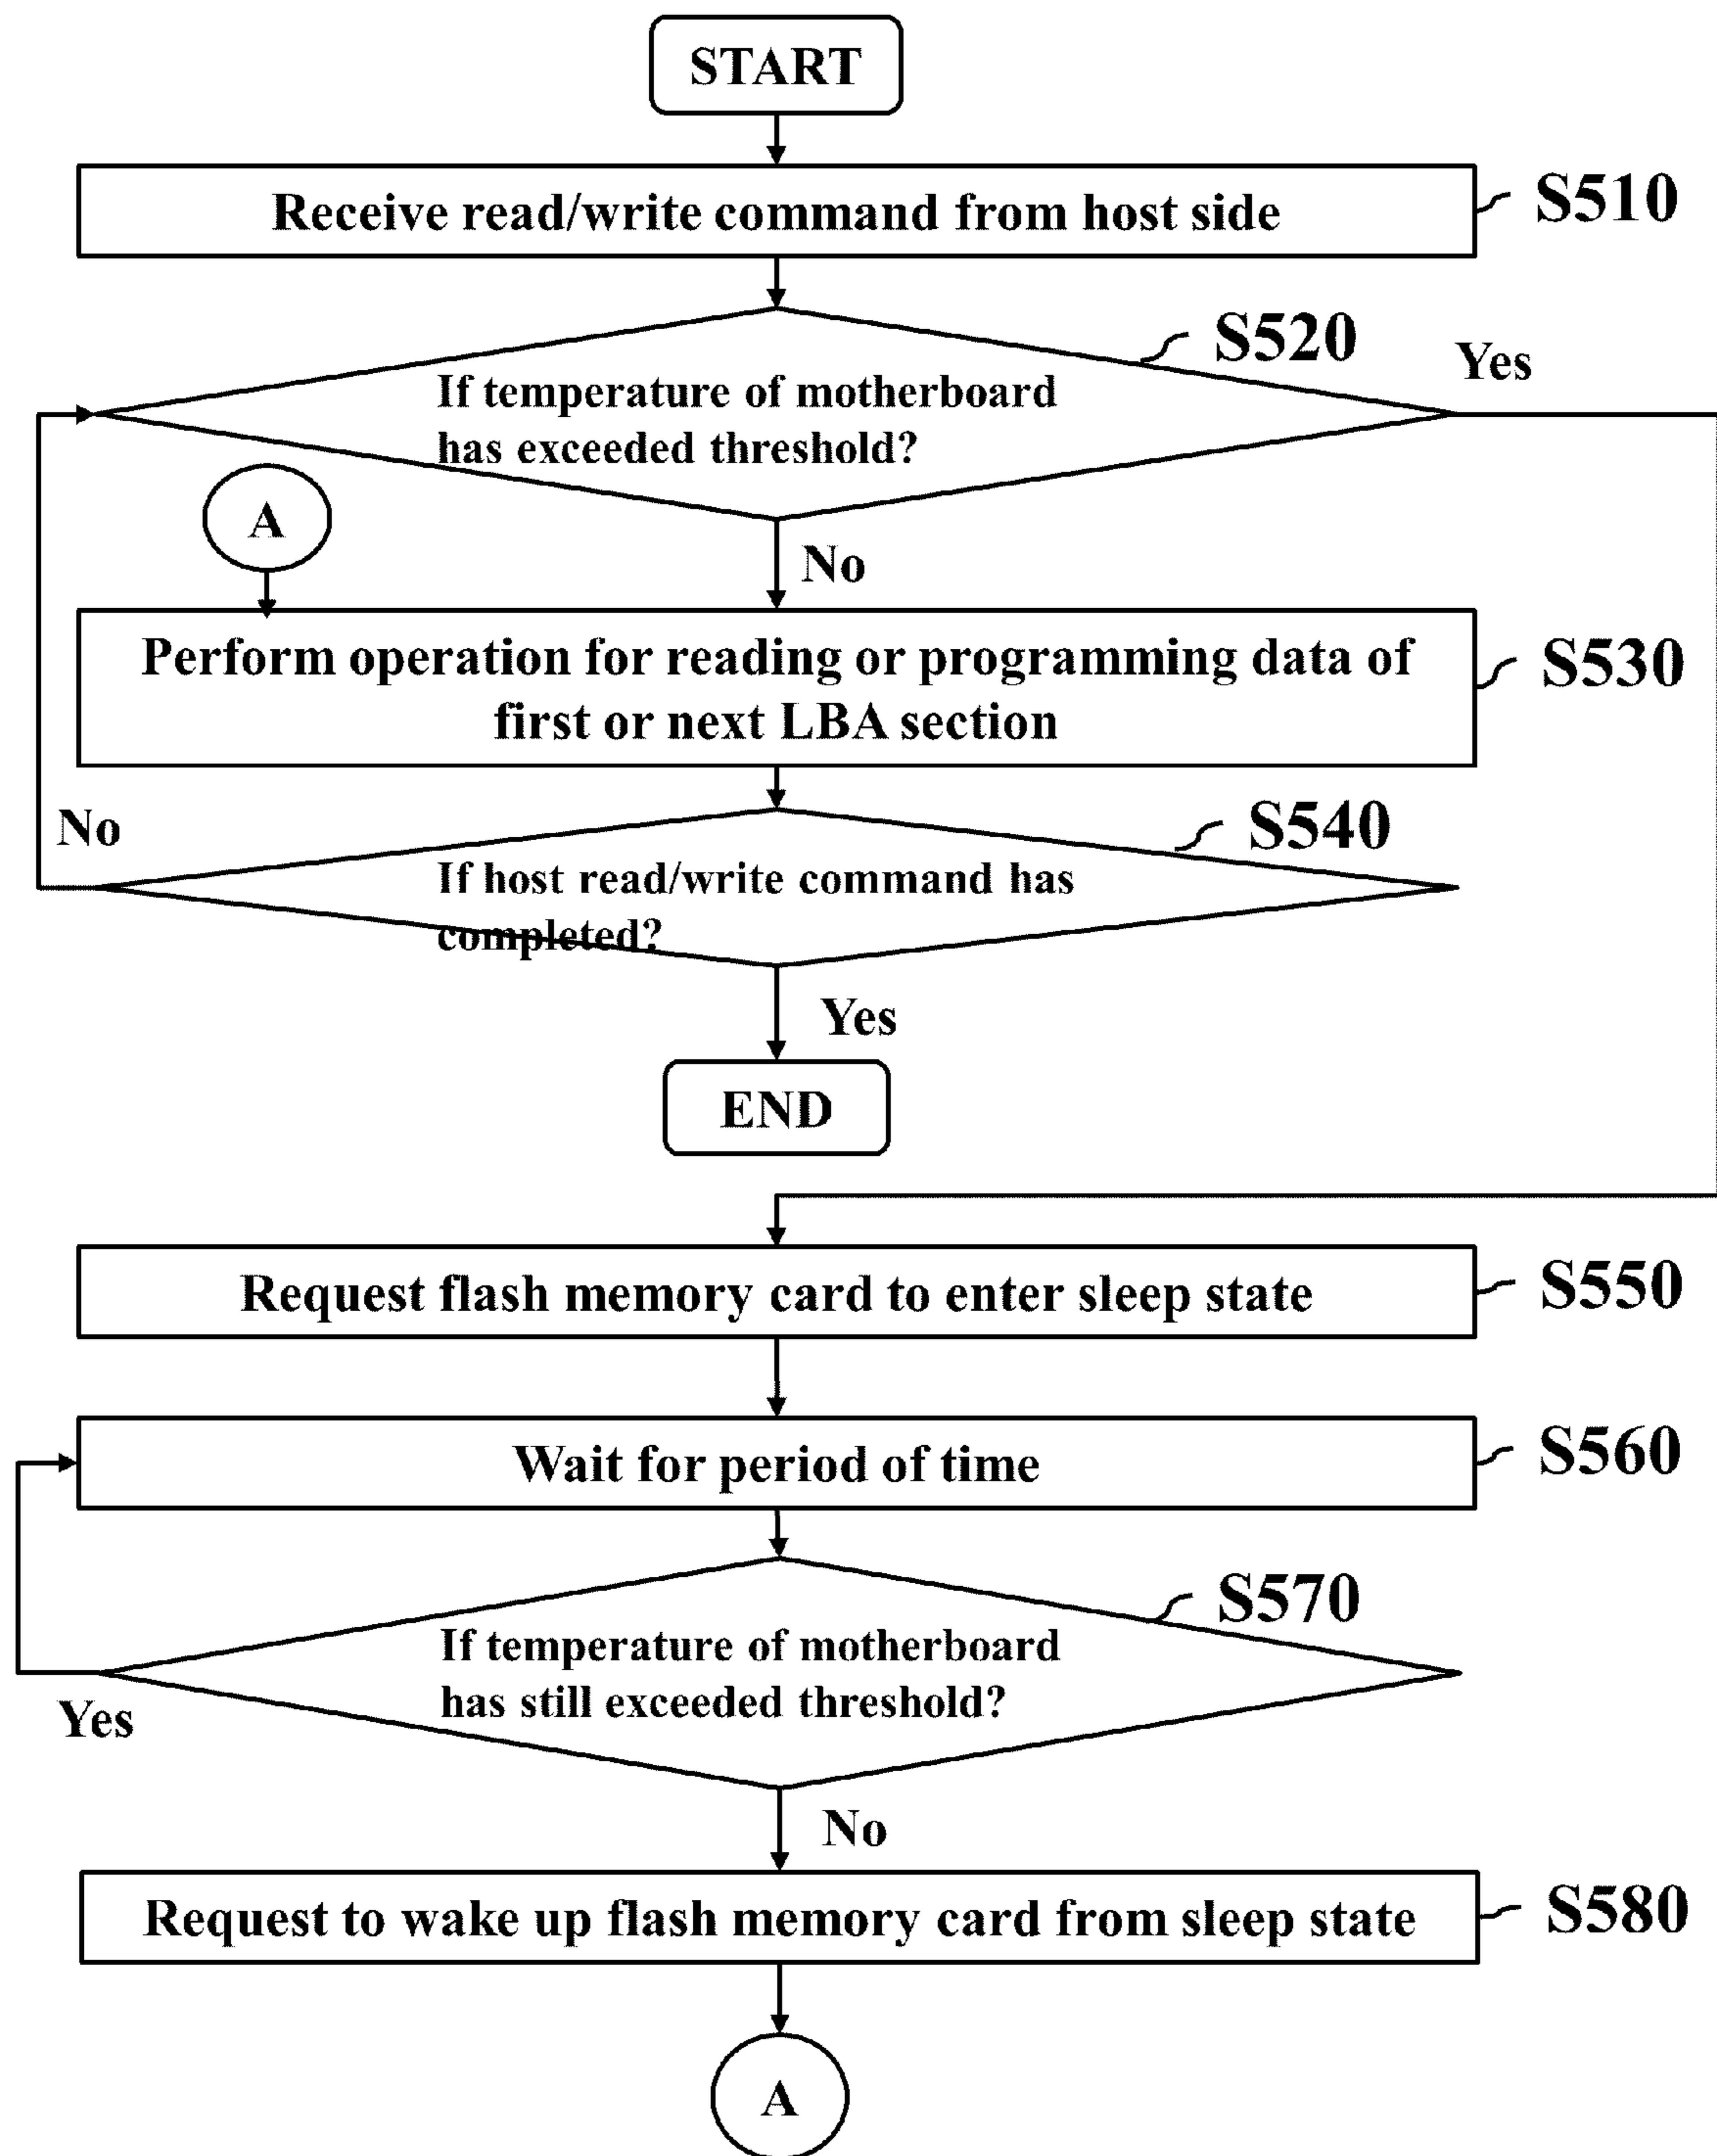 START
Receive read/write command from host side
S510
S520
Yes
If temperature of motherboard
has exceeded threshold?
A
No
Perform operation for reading or programming data of
first or next LBA section
S530
No
S540
If host read/write command has
completed?
Yes
END
Request flash memory card to enter sleep state
S550
Wait for period of time
S560
S570
If temperature of motherboard
has still exceeded threshold?
Yes
No
Request to wake up flash memory card from sleep state
S580
A